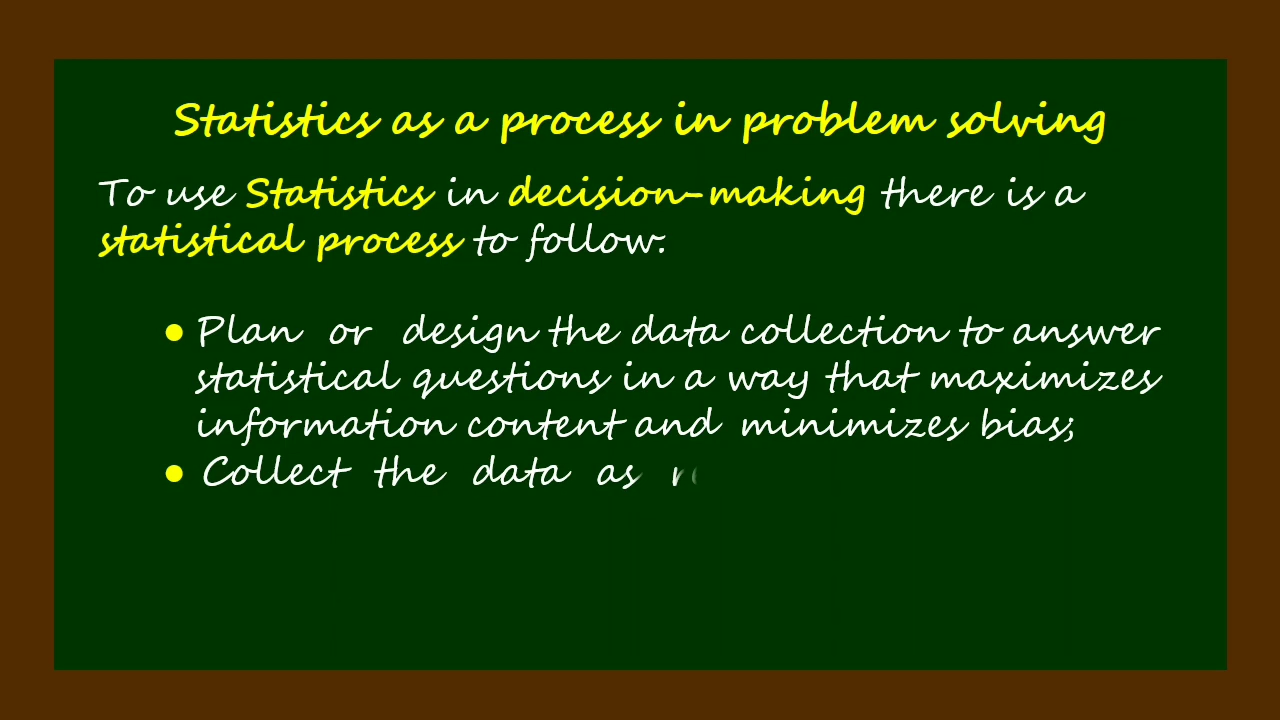 Statistics as a process in problem solving
To use Statistics in decision-making there is a
statistical process to follow.
• Plan or design the data collection to answer
statistical questions in a way that maximizes
information content and minimizes bias;
• Collect the data as